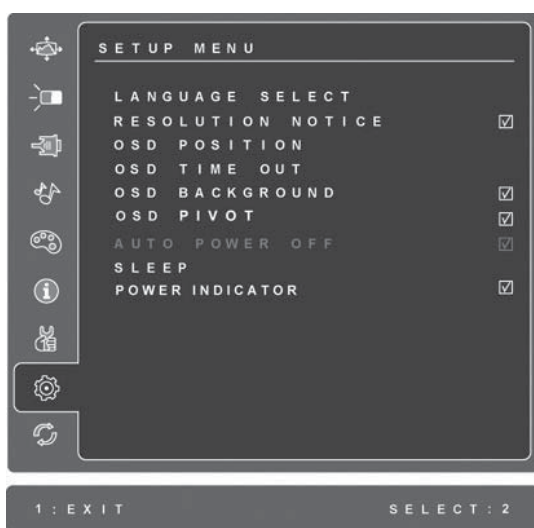 SETUP MENU
LANGUAGE SELECT
RESOLUTION NOTICE
OSD POSITION
OSD TIME OUT
OSD BACKGROUND
OSD PIVOT
AUTO POWER OFF
SLEEP
POWER INDICATOR
1:EXIT SELECT:2